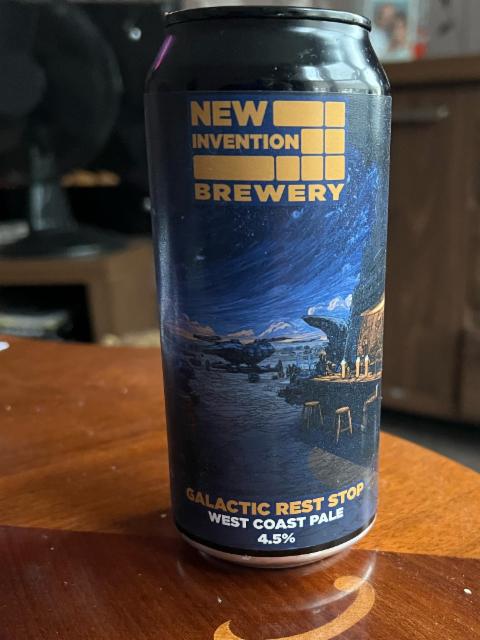 NEW
INVENTION
BREWERY
GALACTIC REST STOP
WEST COAST PALE
4.5%